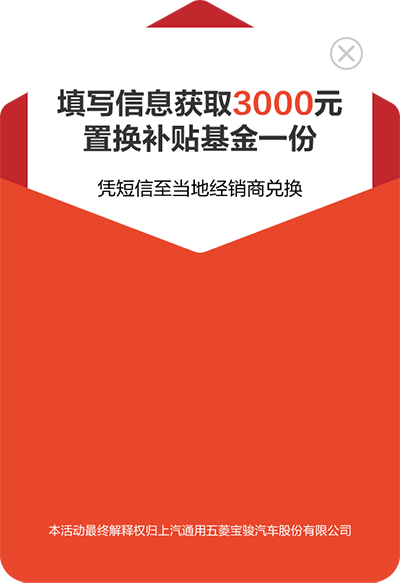 填写信息获取3000元
置换补贴基金一份
凭短信至当地经销商兑换
本活动最终解释权归上汽通用五菱宝骏汽车股份有限公司